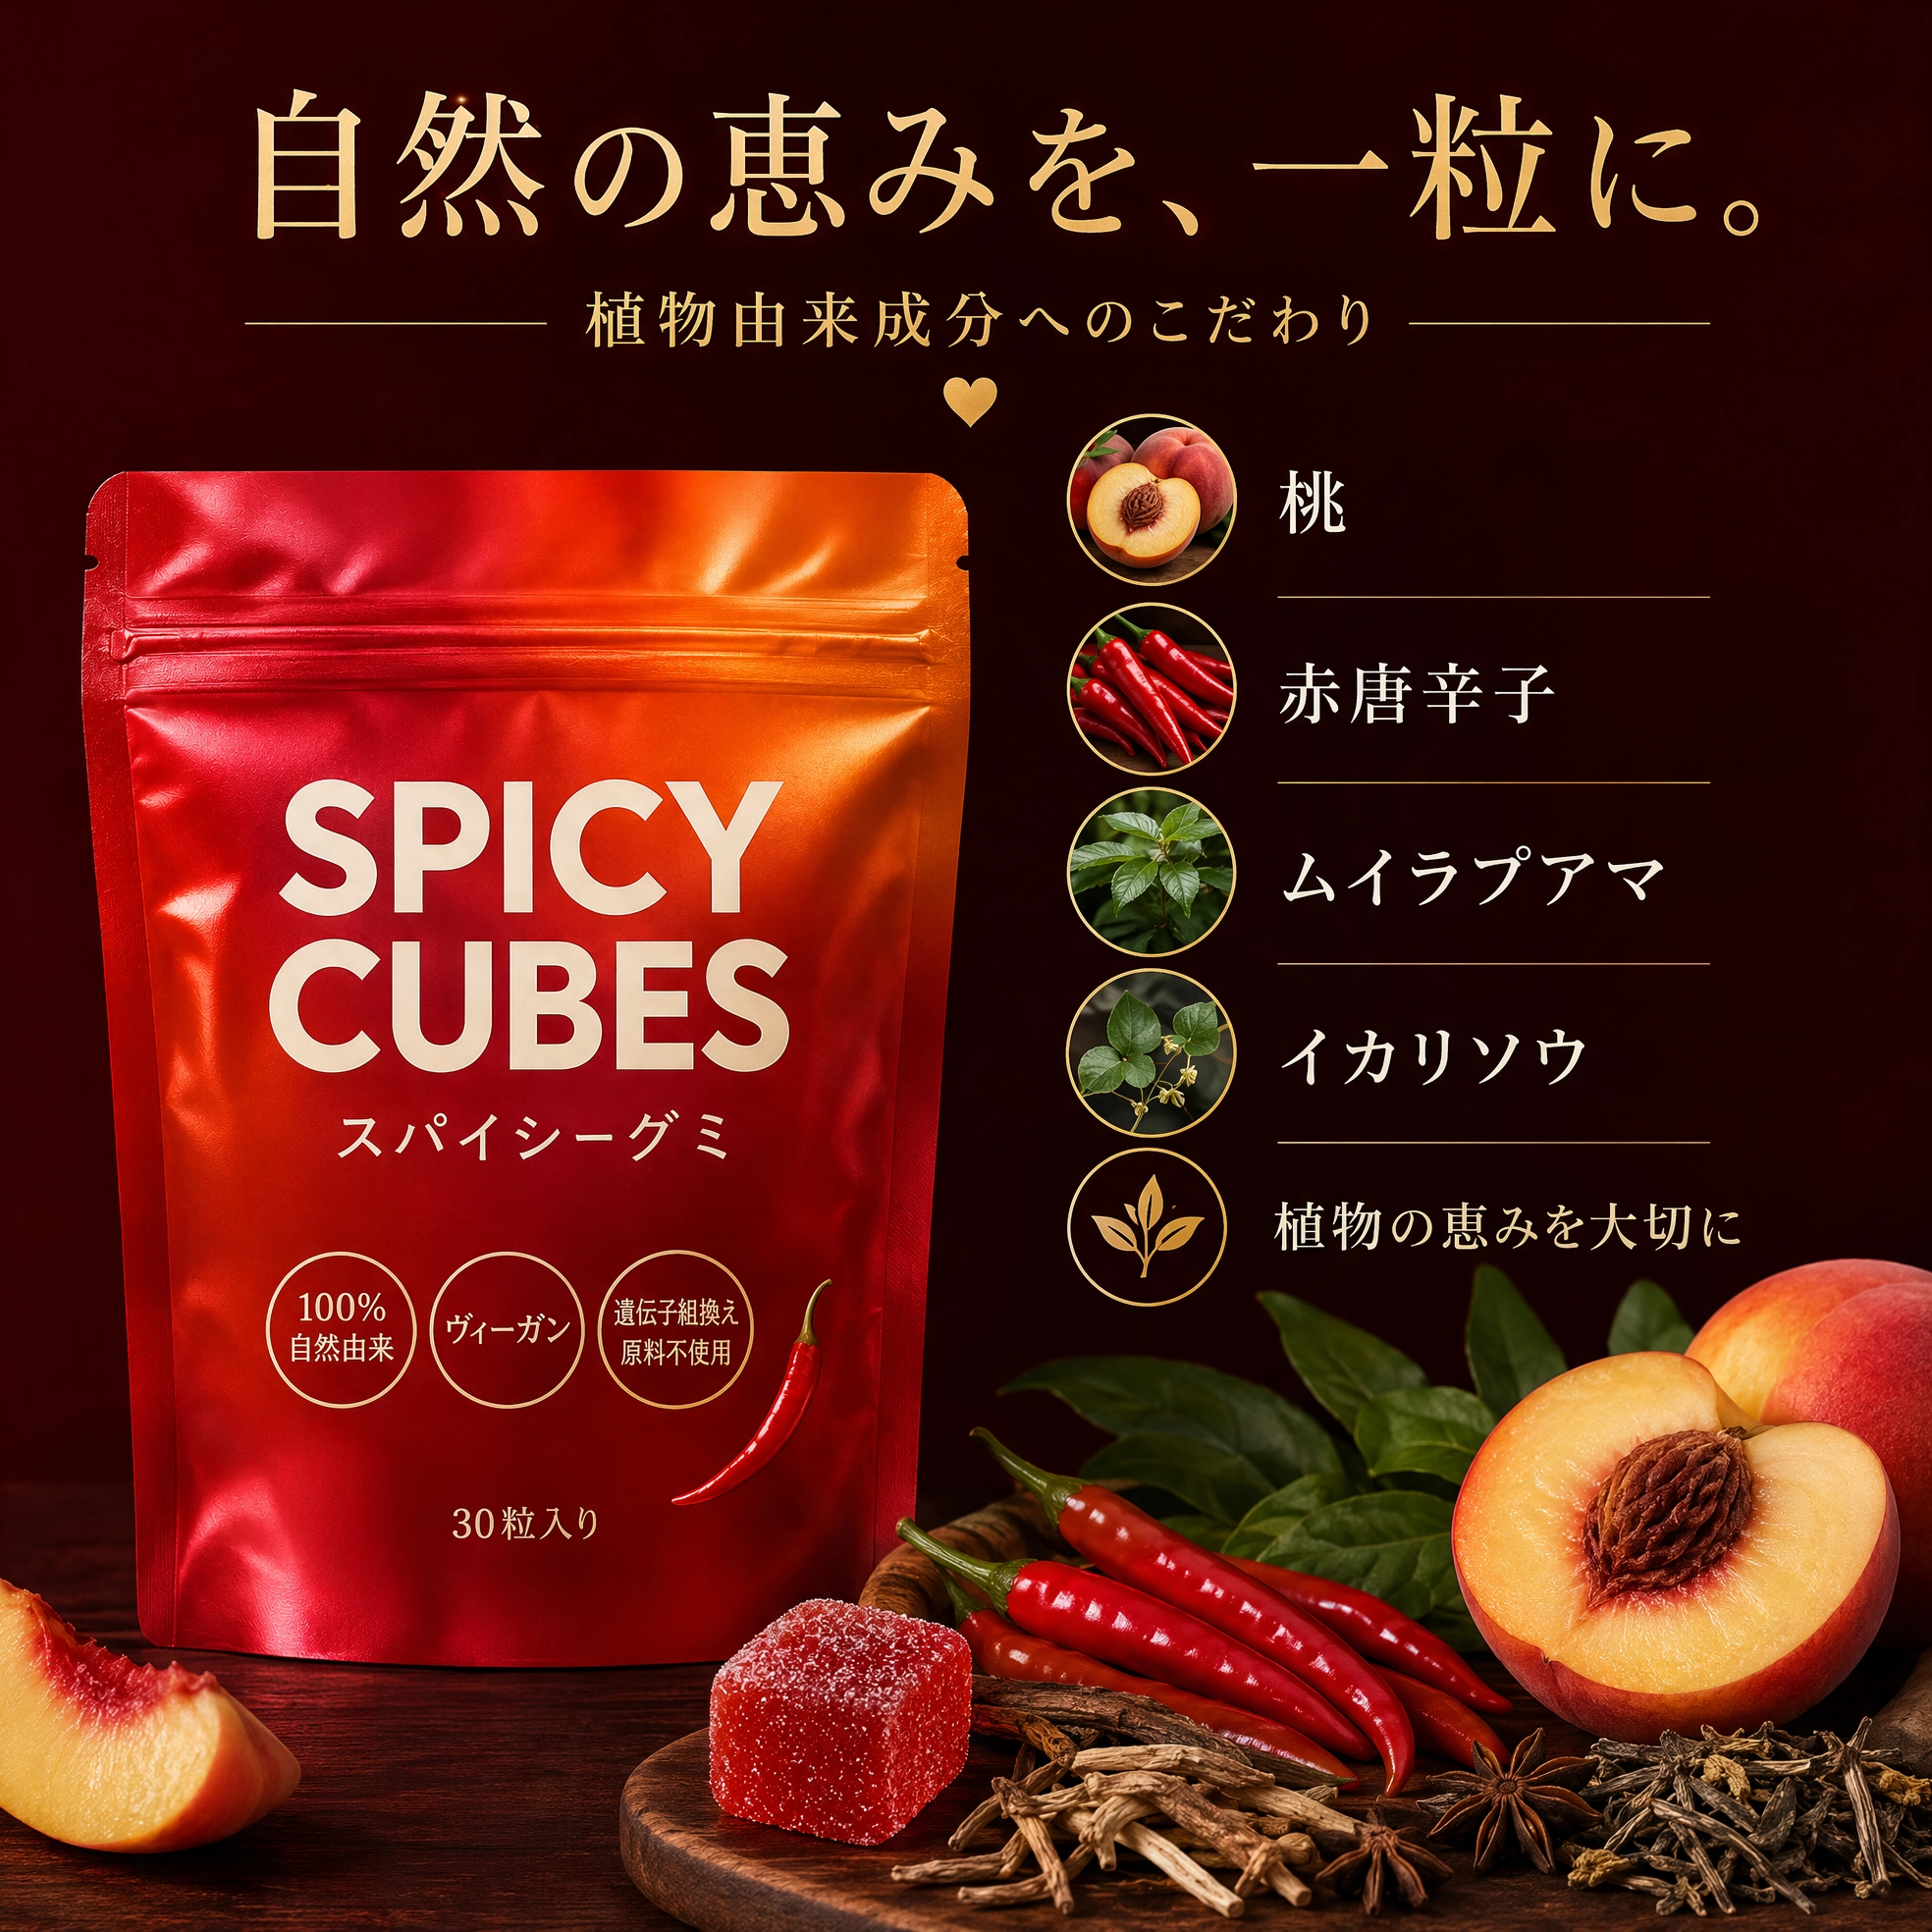 自然の恵みを、一粒に。
植物由来成分へのこだわり
桃
赤唐辛子
ムイラプアマ
イカリソウ
植物の恵みを大切に
SPICY
CUBES
スパイシーグミ
100%
自然由来
ヴィーガン
遺伝子組換え
原料不使用
30粒入り